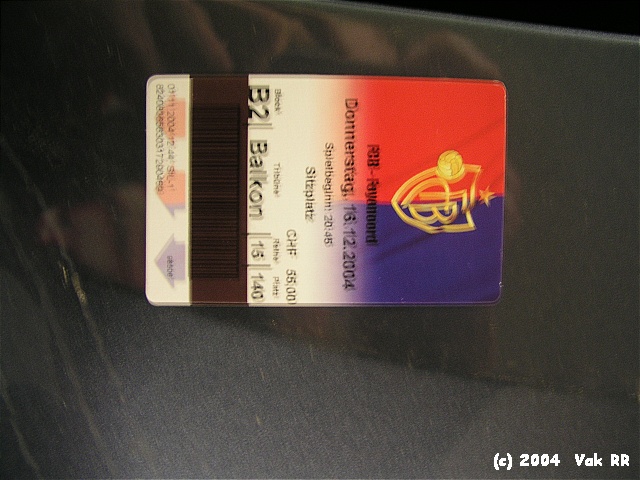 FCB
FCB - Feyenoord
Donnerstag, 16.12.2004
Spielbeginn: 20:45
Sitzplatz
CHF 55.00
Block Tribüne Reihe Platz
B2 Balkon 15 140
(c) 2004 Vak RR